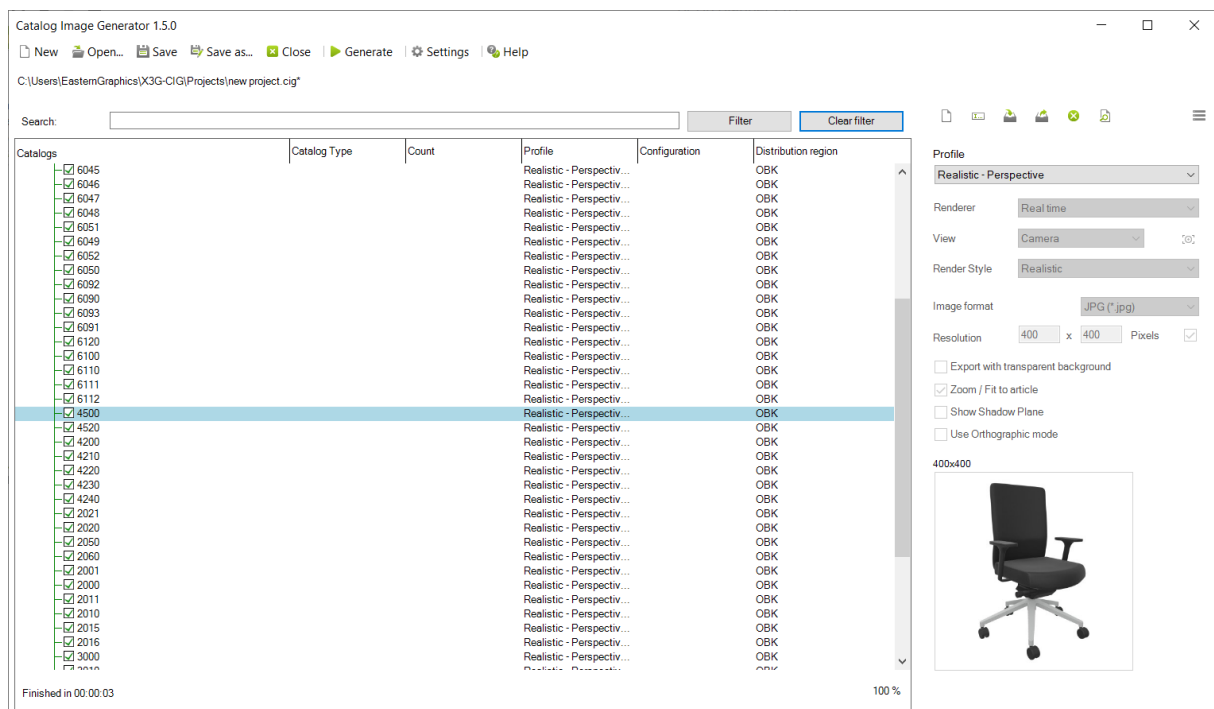 Catalog Image Generator 1.5.0
New Open... Save Save as... Close Generate Settings Help
C:\Users\EasternGraphics\X3G-CIG\Projects\new project.cig*
Search: Filter Clear filter
Catalogs Catalog Type Count Profile Configuration Distribution region
6045 Realistic - Perspectiv... OBK
6046 Realistic - Perspectiv... OBK
6047 Realistic - Perspectiv... OBK
6048 Realistic - Perspectiv... OBK
6051 Realistic - Perspectiv... OBK
6049 Realistic - Perspectiv... OBK
6052 Realistic - Perspectiv... OBK
6050 Realistic - Perspectiv... OBK
6092 Realistic - Perspectiv... OBK
6090 Realistic - Perspectiv... OBK
6093 Realistic - Perspectiv... OBK
6091 Realistic - Perspectiv... OBK
6120 Realistic - Perspectiv... OBK
6100 Realistic - Perspectiv... OBK
6110 Realistic - Perspectiv... OBK
6111 Realistic - Perspectiv... OBK
6112 Realistic - Perspectiv... OBK
4500 Realistic - Perspectiv... OBK
4520 Realistic - Perspectiv... OBK
4200 Realistic - Perspectiv... OBK
4210 Realistic - Perspectiv... OBK
4220 Realistic - Perspectiv... OBK
4230 Realistic - Perspectiv... OBK
4240 Realistic - Perspectiv... OBK
2021 Realistic - Perspectiv... OBK
2020 Realistic - Perspectiv... OBK
2050 Realistic - Perspectiv... OBK
2060 Realistic - Perspectiv... OBK
2001 Realistic - Perspectiv... OBK
2000 Realistic - Perspectiv... OBK
2011 Realistic - Perspectiv... OBK
2010 Realistic - Perspectiv... OBK
2015 Realistic - Perspectiv... OBK
2016 Realistic - Perspectiv... OBK
3000 Realistic - Perspectiv... OBK
Finished in 00:00:03 100 %
Profile
Realistic - Perspective
Renderer Real time
View Camera
Render Style Realistic
Image format JPG (*.jpg)
Resolution 400 x 400 Pixels
Export with transparent background
Zoom / Fit to article
Show Shadow Plane
Use Orthographic mode
400x400